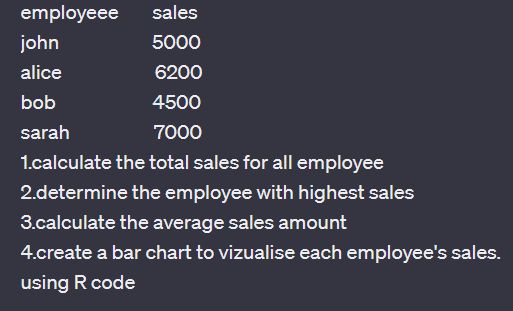 employeee sales
john 5000
alice 6200
bob 4500
sarah 7000
1.calculate the total sales for all employee
2.determine the employee with highest sales
3.calculate the average sales amount
4.create a bar chart to vizualise each employee's sales.
using R code